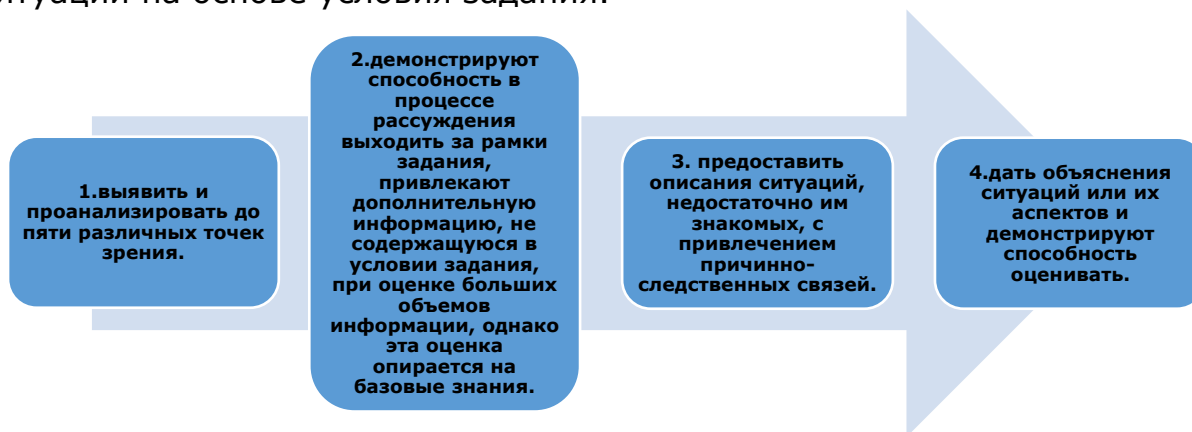 ситуаций на основе условия задания.
1.выявить и
проанализировать до
пяти различных точек
зрения.
2.демонстрируют
способность в
процессе
рассуждения
выходить за рамки
задания,
привлекают
дополнительную
информацию, не
содержащуюся в
условии задания,
при оценке больших
объемов
информации, однако
эта оценка
опирается на
базовые знания.
3. предоставить
описания ситуаций,
недостаточно им
знакомых, с
привлечением
причинно-
следственных связей.
4.дать объяснения
ситуаций или их
аспектов и
демонстрируют
способность
оценивать.